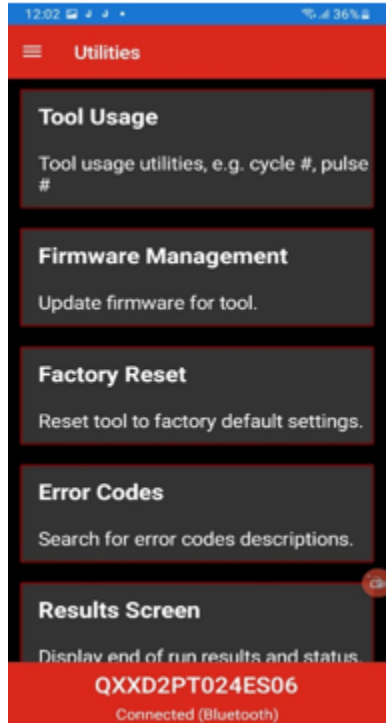 12:02 36%
Utilities
Tool Usage
Tool usage utilities, e.g. cycle #, pulse
#
Firmware Management
Update firmware for tool.
Factory Reset
Reset tool to factory default settings.
Error Codes
Search for error codes descriptions.
Results Screen
Display end of run results and status.
QXXD2PT024ES06
Connected (Bluetooth)